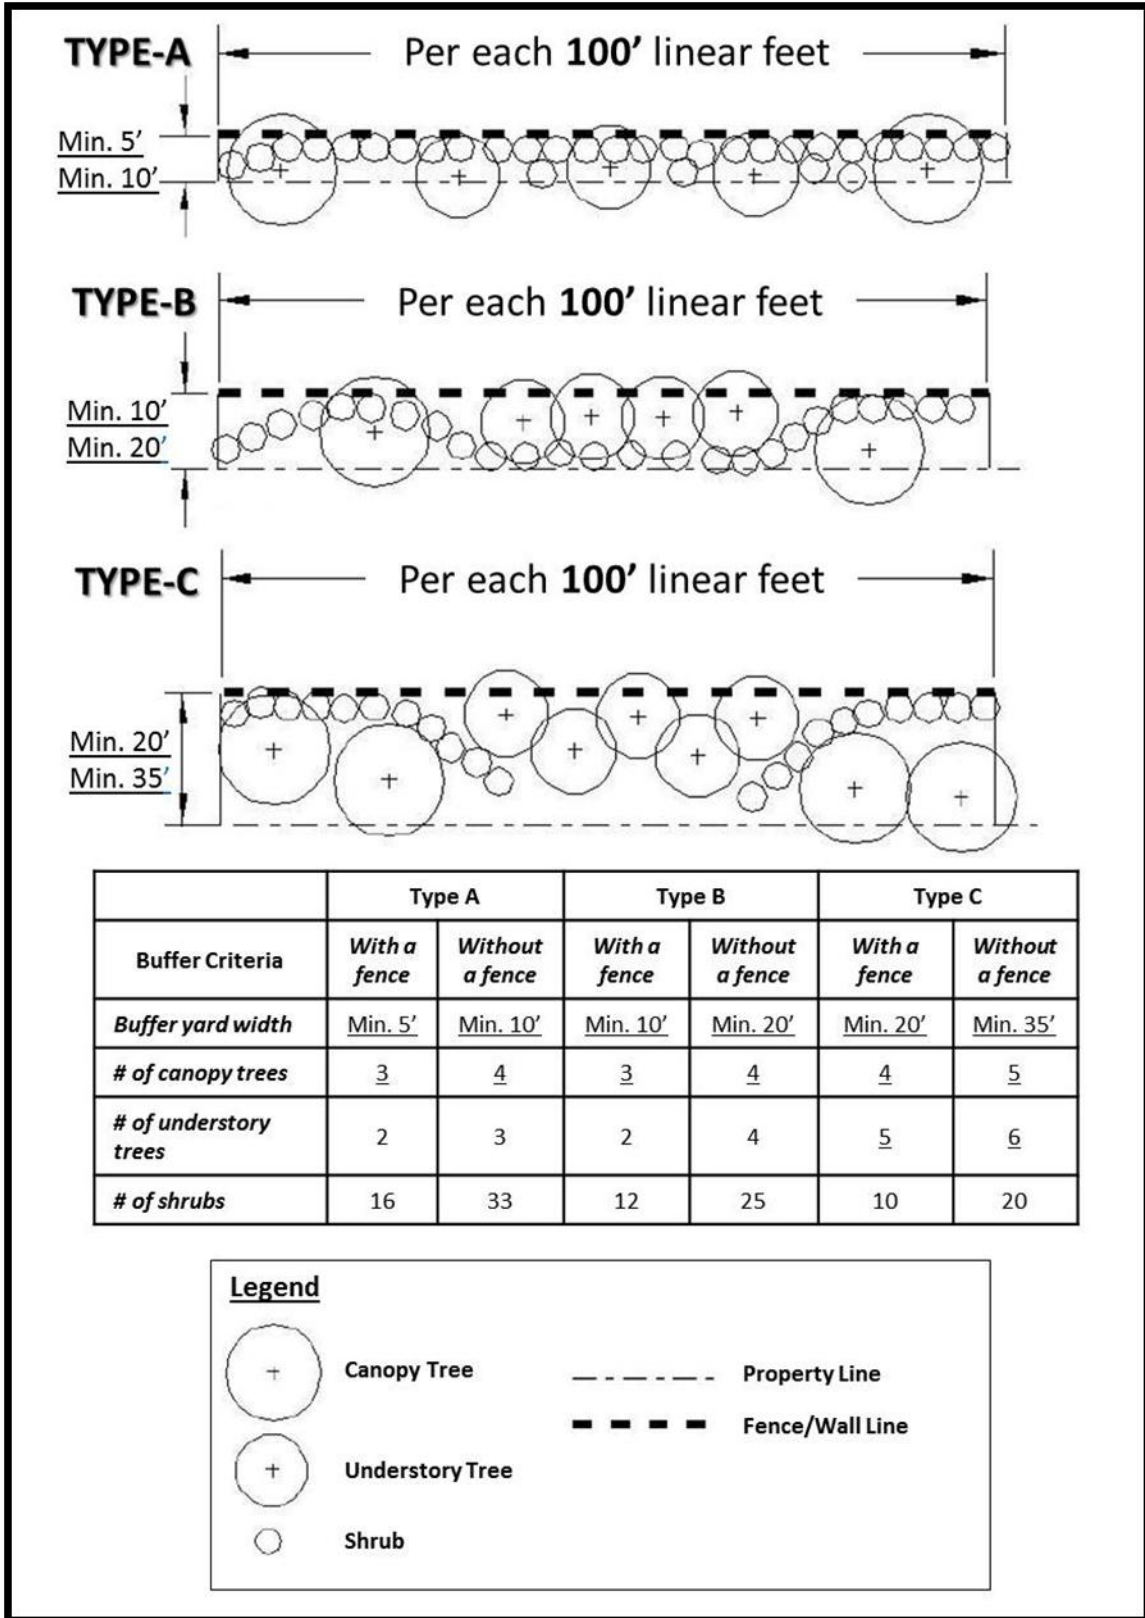 TYPE-A
Per each 100’ linear feet
Min. 5’
Min. 10’
TYPE-B
Per each 100’ linear feet
Min. 10’
Min. 20’
TYPE-C
Per each 100’ linear feet
Min. 20’
Min. 35’
Type A Type B Type C
Buffer Criteria With a fence Without a fence With a fence Without a fence With a fence Without a fence
Buffer yard width Min. 5’ Min. 10’ Min. 10’ Min. 20’ Min. 20’ Min. 35’
# of canopy trees 3 4 3 4 4 5
# of understory trees 2 3 2 4 5 6
# of shrubs 16 33 12 25 10 20
Legend
Canopy Tree
Property Line
Fence/Wall Line
Understory Tree
Shrub